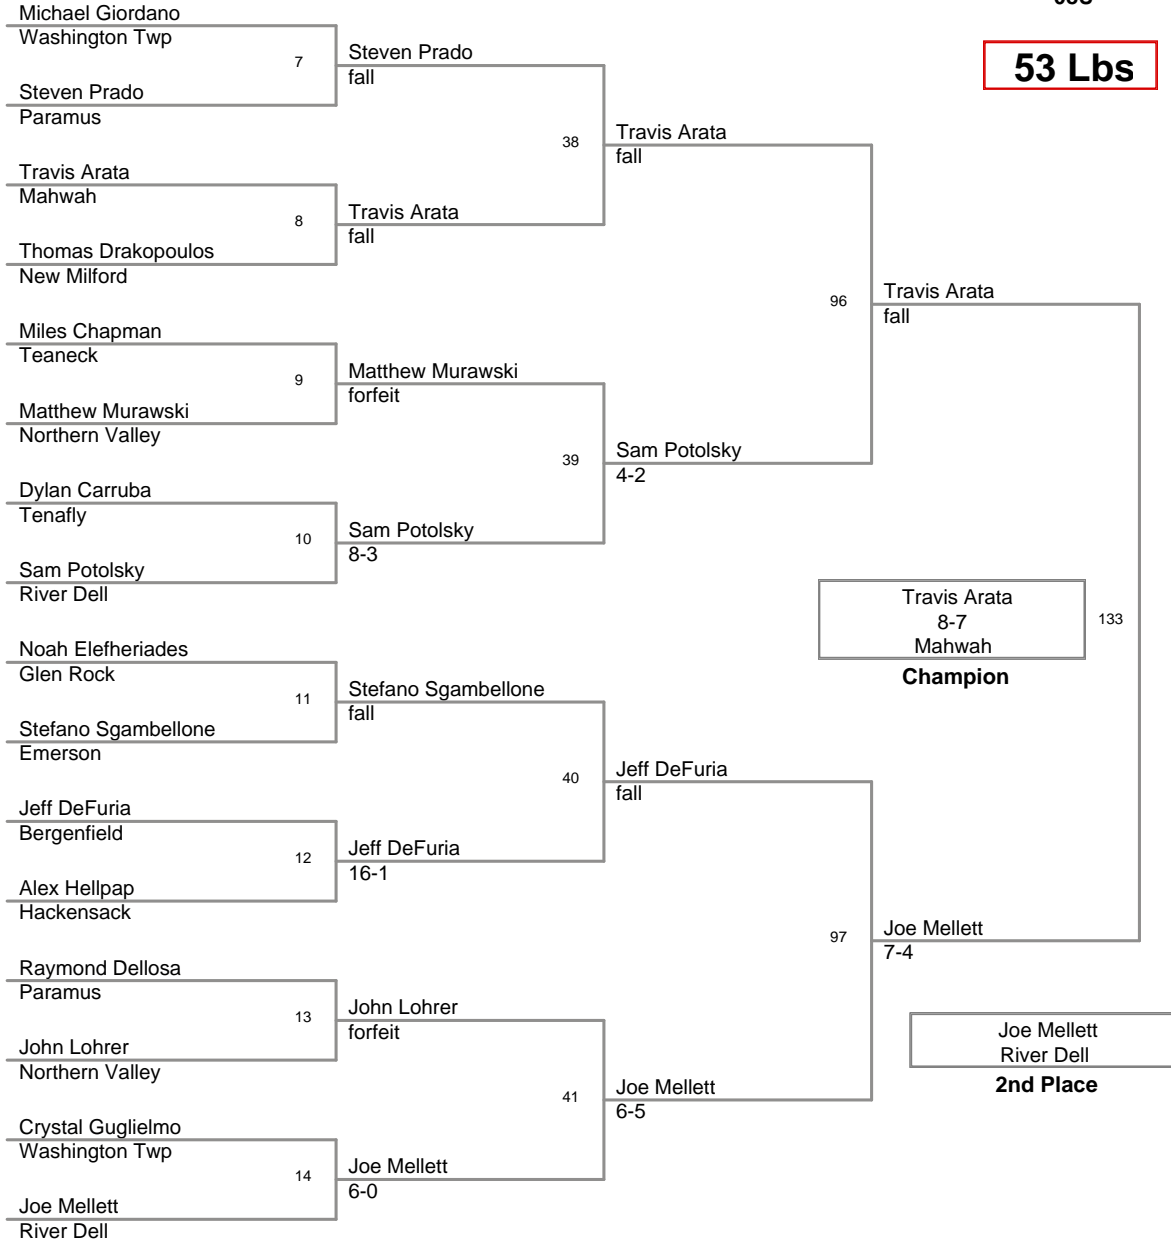 Michael Giordano
Washington Twp
7
Steven Prado
fall
Steven Prado
Paramus
53 Lbs
38
Travis Arata
fall
Travis Arata
Mahwah
8
Travis Arata
fall
Thomas Drakopoulos
New Milford
96
Travis Arata
fall
Miles Chapman
Teaneck
9
Matthew Murawski
forfeit
Matthew Murawski
Northern Valley
39
Sam Potolsky
4-2
Dylan Carruba
Tenafly
10
Sam Potolsky
8-3
Sam Potolsky
River Dell
Travis Arata
8-7
Mahwah
Champion
133
Noah Elefheriades
Glen Rock
11
Stefano Sgambellone
fall
Stefano Sgambellone
Emerson
40
Jeff DeFuria
fall
Jeff DeFuria
Bergenfield
12
Jeff DeFuria
16-1
Alex Hellpap
Hackensack
97
Joe Mellett
7-4
Raymond Dellosa
Paramus
13
John Lohrer
forfeit
John Lohrer
Northern Valley
Joe Mellett
River Dell
2nd Place
41
Joe Mellett
6-5
Crystal Guglielmo
Washington Twp
14
Joe Mellett
6-0
Joe Mellett
River Dell